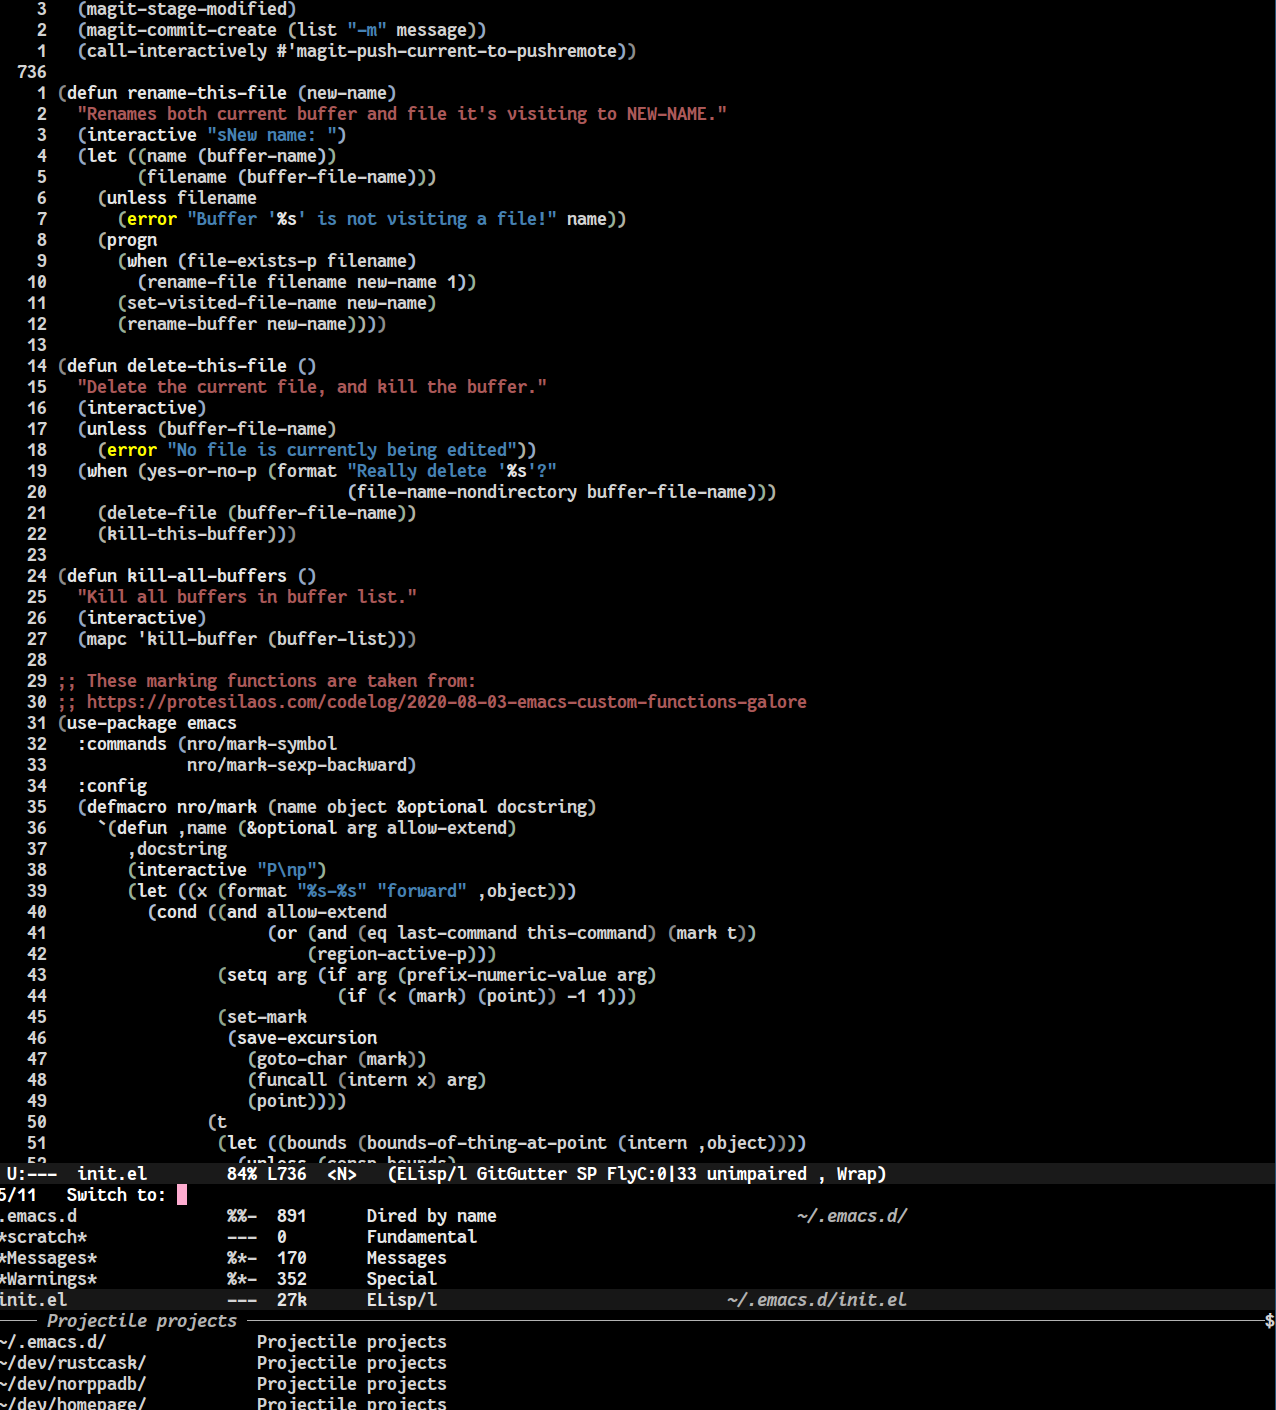 3   (magit-stage-modified)
2   (magit-commit-create (list "-m" message))
1   (call-interactively #'magit-push-current-to-pushremote))
736
1 (defun rename-this-file (new-name)
2   "Renames both current buffer and file it's visiting to NEW-NAME."
3   (interactive "sNew name: ")
4   (let ((name (buffer-name))
5         (filename (buffer-file-name)))
6     (unless filename
7       (error "Buffer '%s' is not visiting a file!" name))
8     (progn
9       (when (file-exists-p filename)
10         (rename-file filename new-name 1))
11       (set-visited-file-name new-name)
12       (rename-buffer new-name))))
13
14 (defun delete-this-file ()
15   "Delete the current file, and kill the buffer."
16   (interactive)
17   (unless (buffer-file-name)
18     (error "No file is currently being edited"))
19   (when (yes-or-no-p (format "Really delete '%s'?"
20                              (file-name-nondirectory buffer-file-name)))
21     (delete-file (buffer-file-name))
22     (kill-this-buffer)))
23
24 (defun kill-all-buffers ()
25   "Kill all buffers in buffer list."
26   (interactive)
27   (mapc 'kill-buffer (buffer-list)))
28
29 ;; These marking functions are taken from:
30 ;; https://protesilaos.com/codelog/2020-08-03-emacs-custom-functions-galore
31 (use-package emacs
32   :commands (nro/mark-symbol
33              nro/mark-sexp-backward)
34   :config
35   (defmacro nro/mark (name object &optional docstring)
36     `(defun ,name (&optional arg allow-extend)
37        ,docstring
38        (interactive "P\np")
39        (let ((x (format "%s-%s" "forward" ,object)))
40          (cond ((and allow-extend
41                      (or (and (eq last-command this-command) (mark t))
42                          (region-active-p)))
43                 (setq arg (if arg (prefix-numeric-value arg)
44                             (if (< (mark) (point)) -1 1)))
45                 (set-mark
46                  (save-excursion
47                    (goto-char (mark))
48                    (funcall (intern x) arg)
49                    (point))))
50                (t
51                 (let ((bounds (bounds-of-thing-at-point (intern ,object))))
52                   (unless (consp bounds)
U:---  init.el        84% L736  <N>   (ELisp/l GitGutter SP FlyC:0|33 unimpaired , Wrap)
5/11   Switch to:
.emacs.d               %%-  891      Dired by name                              ~/.emacs.d/
*scratch*              ---  0        Fundamental
*Messages*             %*-  170      Messages
*Warnings*             %*-  352      Special
init.el                ---  27k      ELisp/l                             ~/.emacs.d/init.el
Projectile projects $
~/.emacs.d/               Projectile projects
~/dev/rustcask/           Projectile projects
~/dev/norppadb/           Projectile projects
~/dev/homepage/           Projectile projects